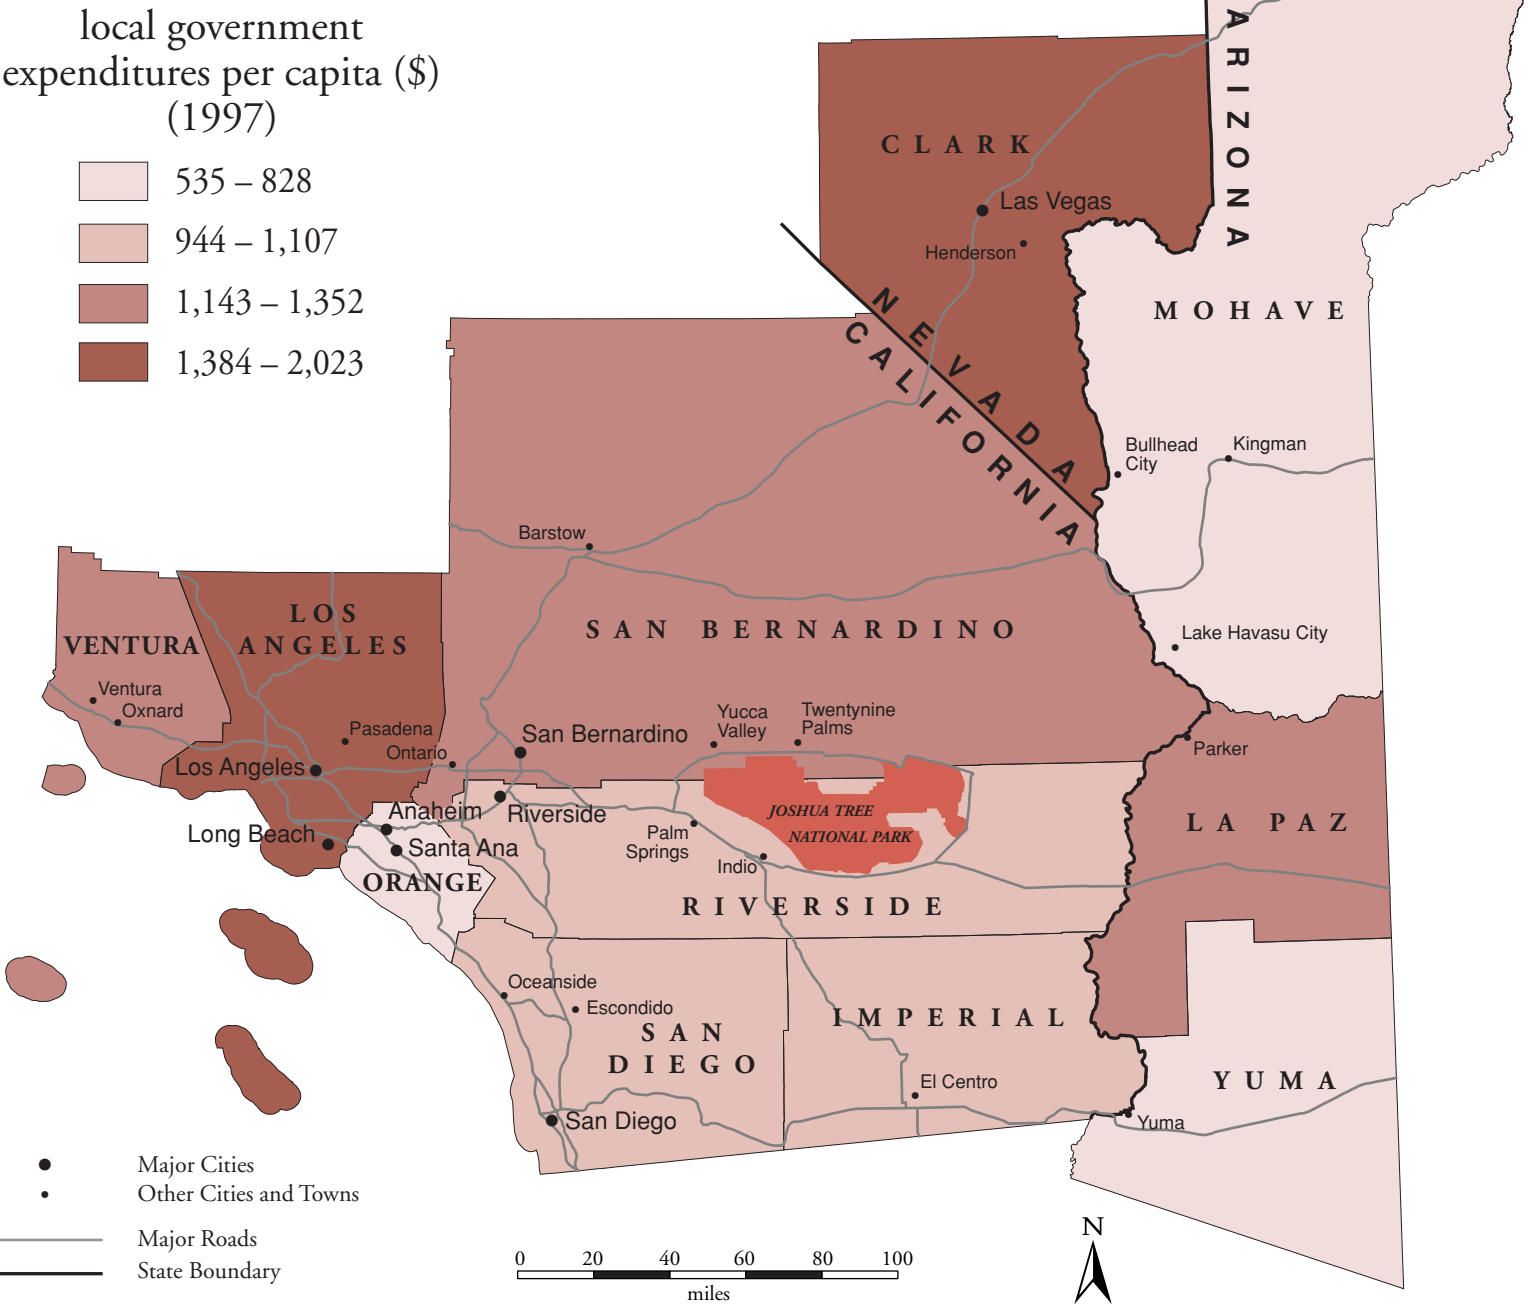 local government
expenditures per capita ($)
(1997)
535 – 828
944 – 1,107
1,143 – 1,352
1,384 – 2,023
ARIZONA
CLARK
Las Vegas
Henderson
NEVADA
CALIFORNIA
MOHAVE
Bullhead
City
Kingman
Barstow
LOS
ANGELES
VENTURA
SAN BERNARDINO
Lake Havasu City
Ventura
Oxnard
Pasadena
Ontario
San Bernardino
Yucca
Valley
Twentynine
Palms
Parker
Los Angeles
Anaheim
Riverside
JOSHUA TREE
NATIONAL PARK
LA PAZ
Long Beach
Santa Ana
Palm
Springs
Indio
ORANGE
RIVERSIDE
Oceanside
Escondido
SAN
DIEGO
IMPERIAL
El Centro
YUMA
San Diego
Yuma
Major Cities
Other Cities and Towns
Major Roads
State Boundary
0 20 40 60 80 100
miles
N